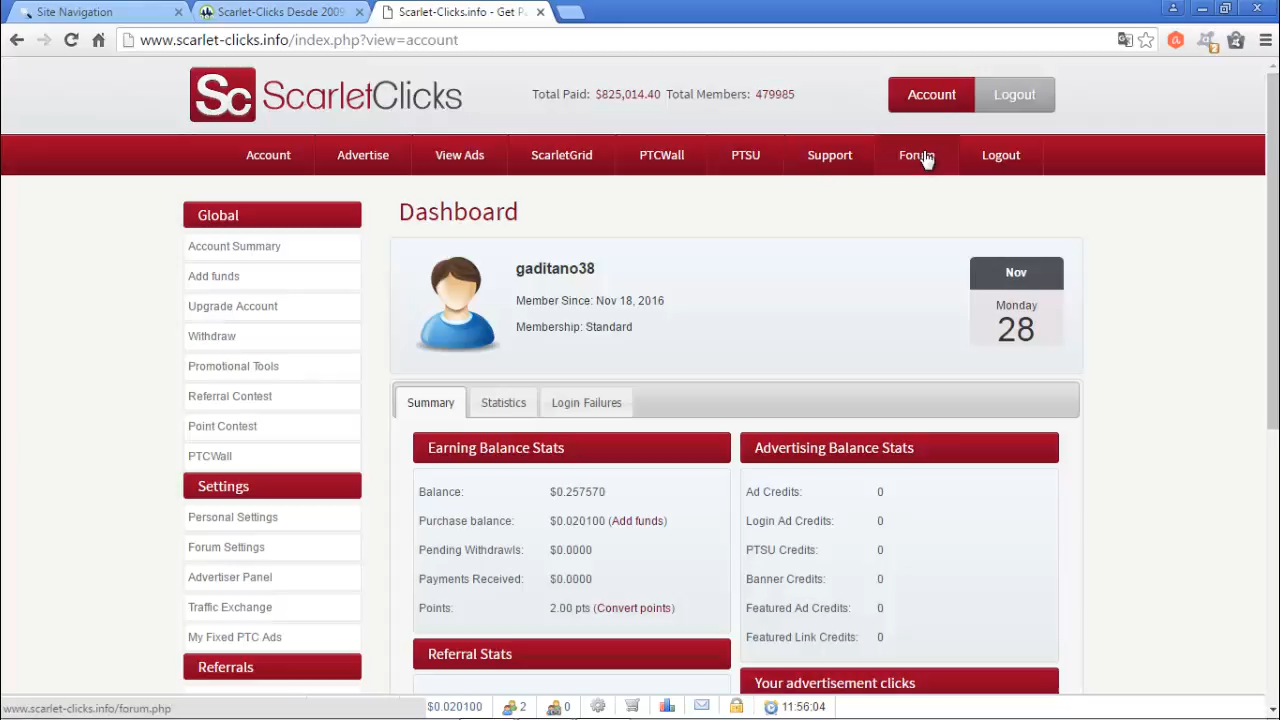 Site Navigation
Scarlet-Clicks Desde 2009
Scarlet-Clicks.info - Get P
www.scarlet-clicks.info/index.php?view=account
Sc ScarletClicks
Total Paid: $825,014.40 Total Members: 479985
Account Logout
Account Advertise View Ads ScarletGrid PTCWall PTSU Support Forum Logout
Global
Account Summary
Add funds
Upgrade Account
Withdraw
Promotional Tools
Referral Contest
Point Contest
PTCWall
Settings
Personal Settings
Forum Settings
Advertiser Panel
Traffic Exchange
My Fixed PTC Ads
Referrals
Dashboard
gaditano38
Member Since: Nov 18, 2016
Membership: Standard
Nov
Monday
28
Summary Statistics Login Failures
Earning Balance Stats
Balance: $0.257570
Purchase balance: $0.020100 (Add funds)
Pending Withdrawls: $0.0000
Payments Received: $0.0000
Points: 2.00 pts (Convert points)
Referral Stats
Advertising Balance Stats
Ad Credits: 0
Login Ad Credits: 0
PTSU Credits: 0
Banner Credits: 0
Featured Ad Credits: 0
Featured Link Credits: 0
Your advertisement clicks
www.scarlet-clicks.info/forum.php
$0.020100 2 0 11:56:04